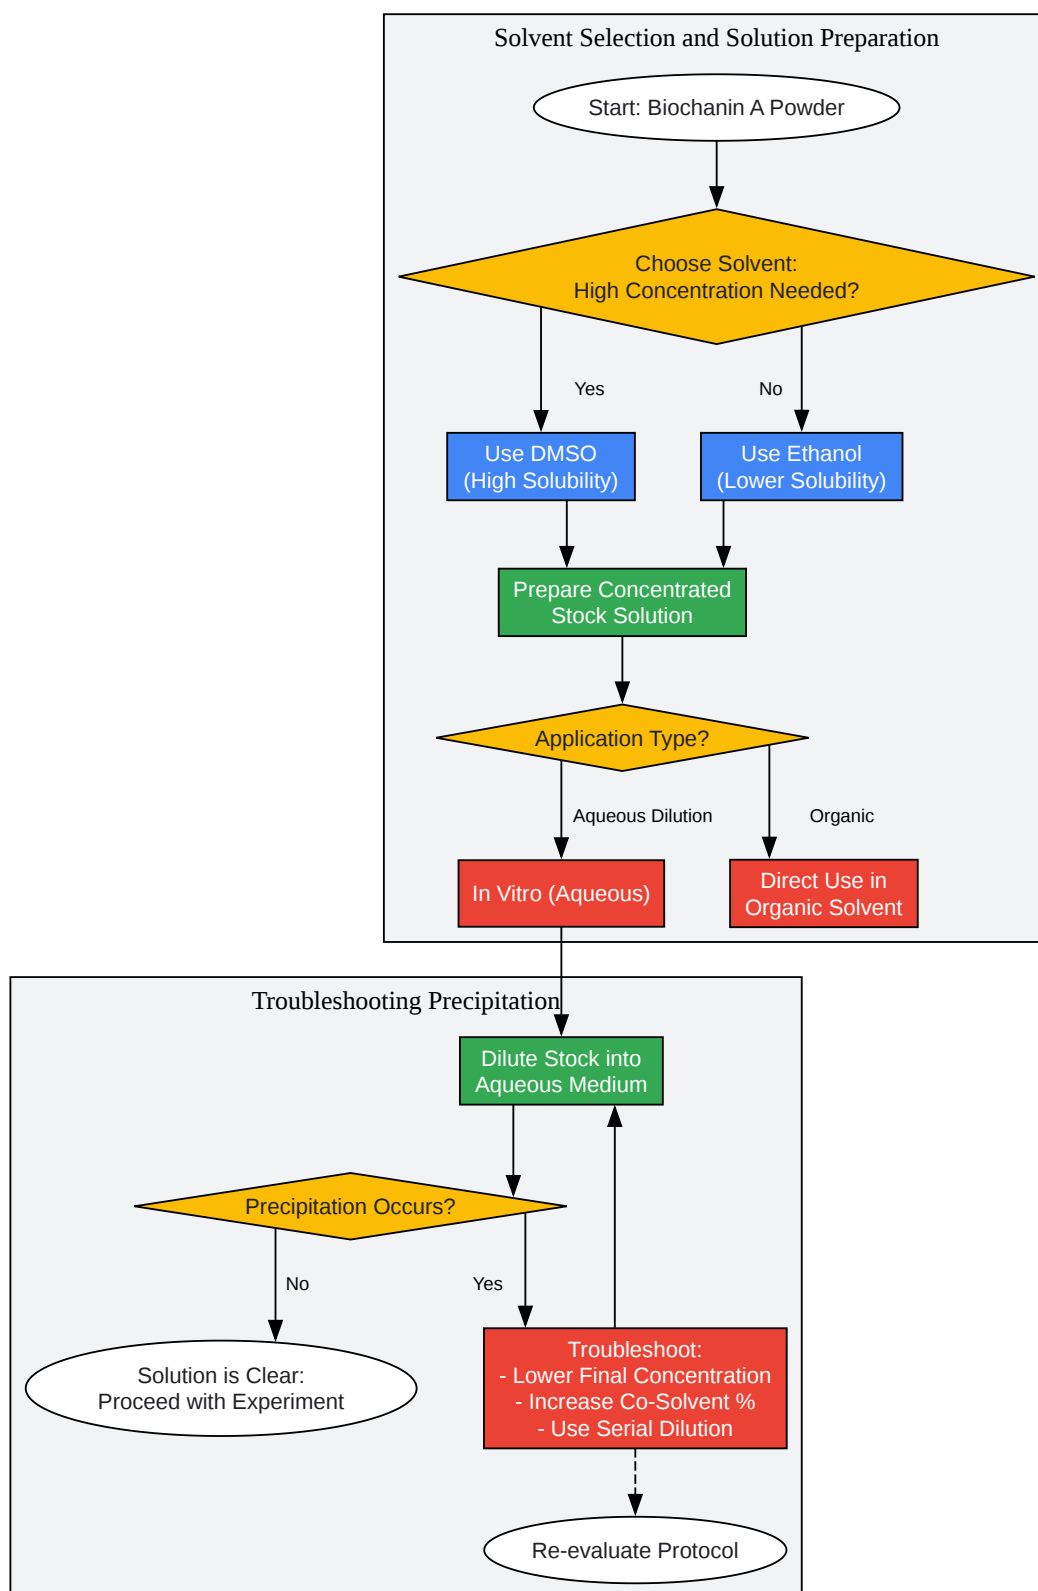 Solvent Selection and Solution Preparation
Start: Biochanin A Powder
Choose Solvent:
High Concentration Needed?
Yes
No
Use DMSO
(High Solubility)
Use Ethanol
(Lower Solubility)
Prepare Concentrated
Stock Solution
Application Type?
Aqueous Dilution
Organic
In Vitro (Aqueous)
Direct Use in
Organic Solvent
Troubleshooting Precipitation
Dilute Stock into
Aqueous Medium
Precipitation Occurs?
No
Yes
Solution is Clear:
Proceed with Experiment
Troubleshoot:
- Lower Final Concentration
- Increase Co-Solvent %
- Use Serial Dilution
Re-evaluate Protocol